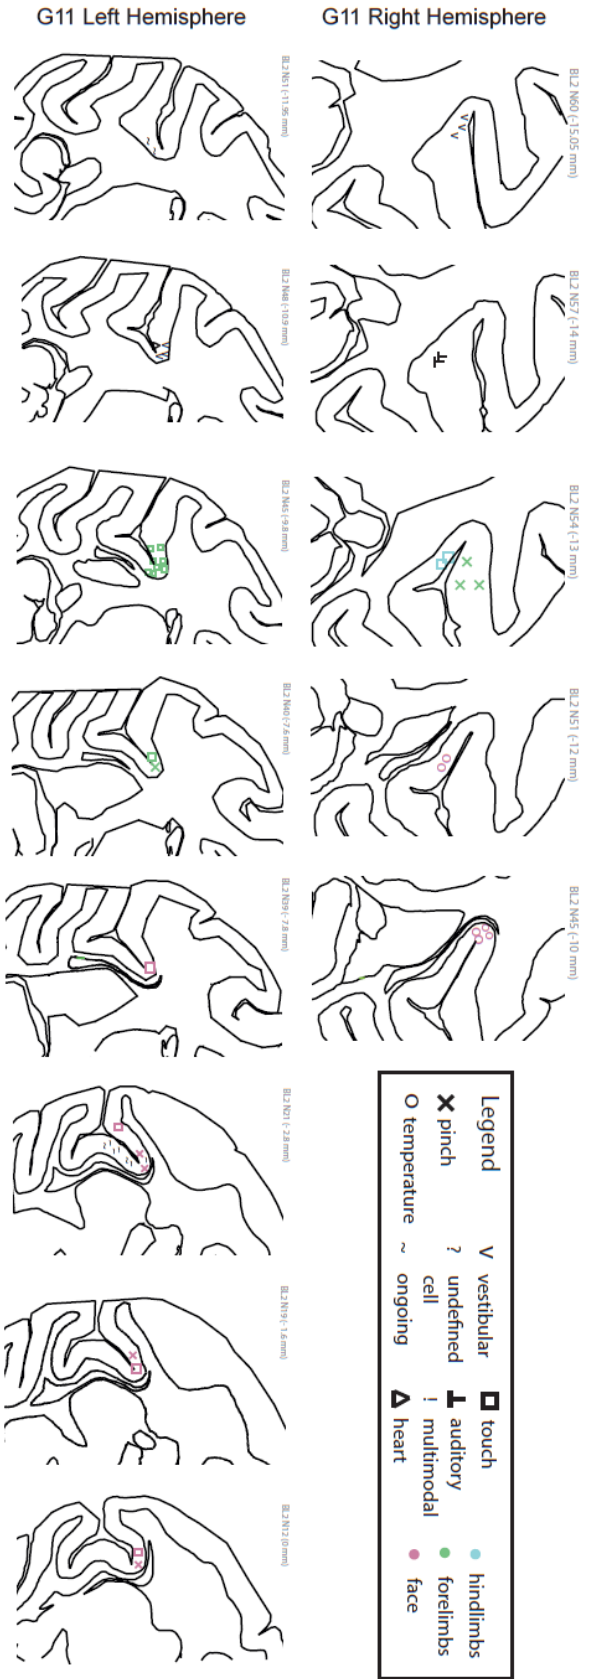 G11 Left Hemisphere
G11 Right Hemisphere
BL2 N51 (-11.95 mm)
BL2 N48 (-10.9 mm)
BL2 N45 (-9.8 mm)
BL2 N40 (-7.6 mm)
BL2 N39 (- 7.8 mm)
BL2 N21 (- 2.8 mm)
BL2 N19 (- 1.6 mm)
BL2 N12 (0 mm)
BL2 N60 (-15.05 mm)
BL2 N57 (-14 mm)
BL2 N54 (-13 mm)
BL2 N51 (-12 mm)
BL2 N45 (-10 mm)
Legend
pinch
temperature
V vestibular
? undefined
cell
~ ongoing
touch
auditory
! multimodal
heart
hindlimbs
forelimbs
face